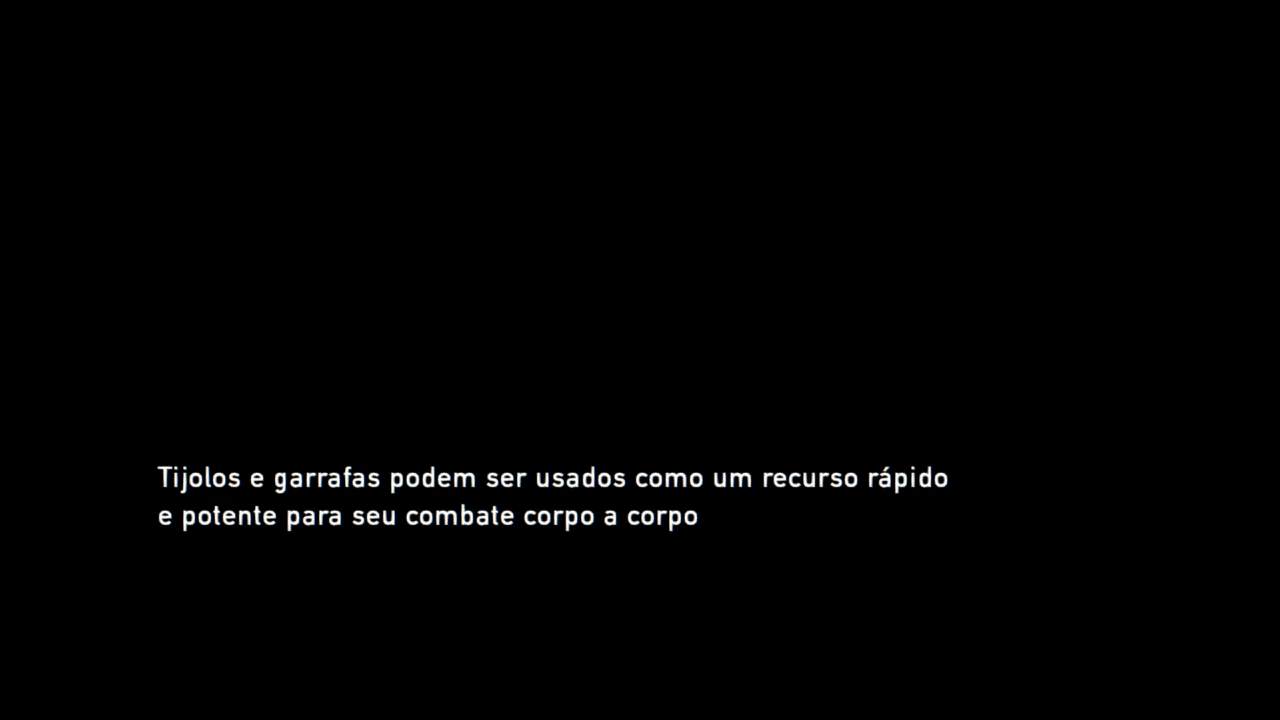 Tijolos e garrafas podem ser usados como um recurso rápido
e potente para seu combate corpo a corpo